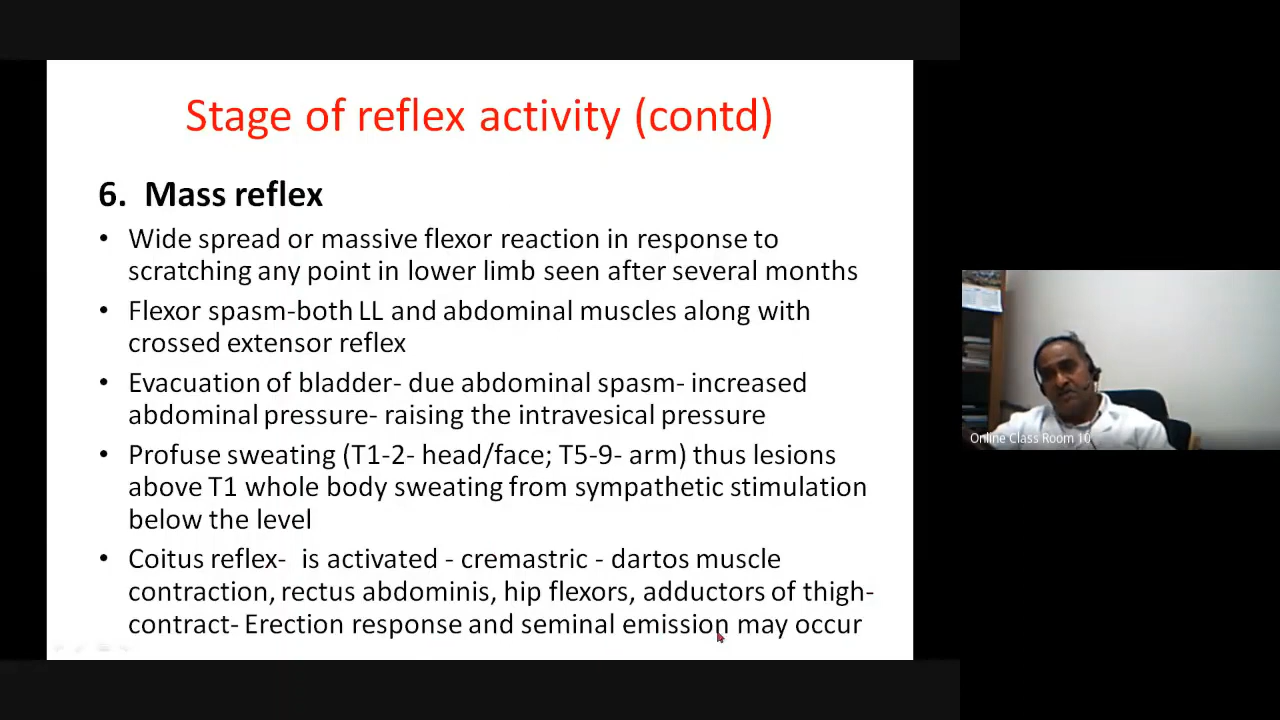 Stage of reflex activity (contd)
6. Mass reflex
• Wide spread or massive flexor reaction in response to
scratching any point in lower limb seen after several months
• Flexor spasm-both LL and abdominal muscles along with
crossed extensor reflex
• Evacuation of bladder- due abdominal spasm- increased
abdominal pressure- raising the intravesical pressure
• Profuse sweating (T1-2- head/face; T5-9- arm) thus lesions
above T1 whole body sweating from sympathetic stimulation
below the level
• Coitus reflex- is activated - cremastric - dartos muscle
contraction, rectus abdominis, hip flexors, adductors of thigh-
contract- Erection response and seminal emission may occur
Online Class Room 10